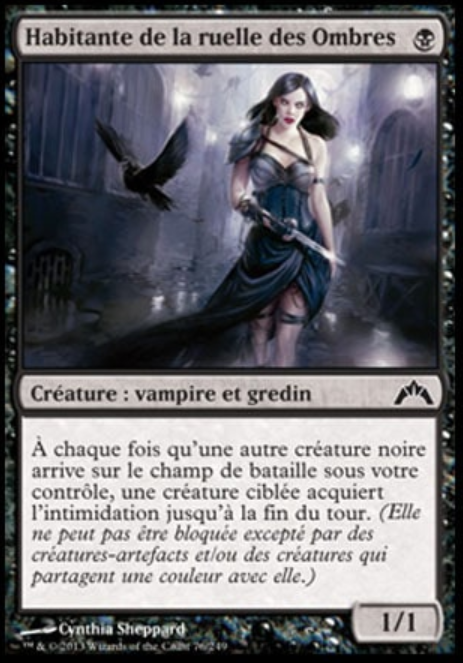 Habitante de la ruelle des Ombres
Créature : vampire et gredin
À chaque fois qu'une autre créature noire
arrive sur le champ de bataille sous votre
contrôle, une créature ciblée acquiert
l'intimidation jusqu'à la fin du tour. (Elle
ne peut pas être bloquée excepté par des
créatures-artefacts et/ou des créatures qui
partagent une couleur avec elle.)
1/1
Cynthia Sheppard
™ & © 2013 Wizards of the Coast 76/249